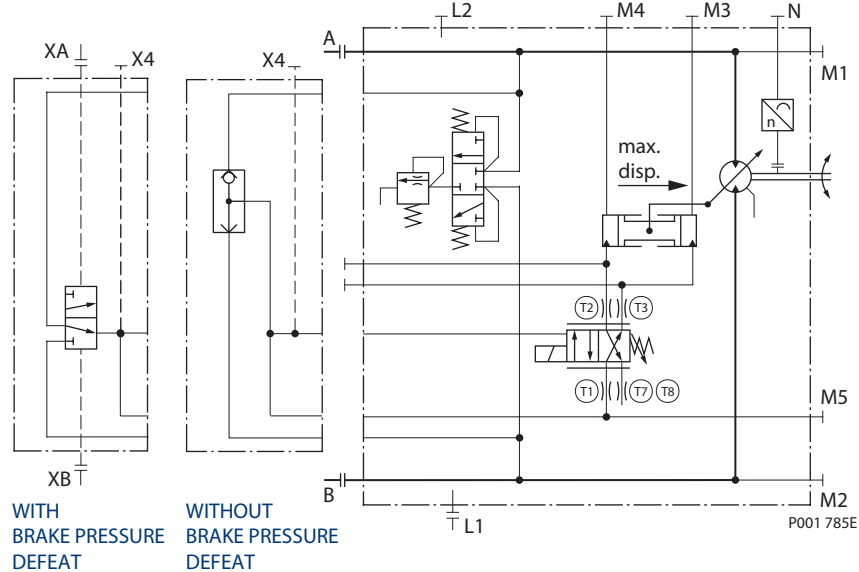 L2
M4
M3
N
XA
X4
X4
A
M1
n
max.
disp.
T2
T3
T1
T7
T8
M5
XB
B
L1
M2
P001 785E
WITH
BRAKE PRESSURE
DEFEAT
WITHOUT
BRAKE PRESSURE
DEFEAT